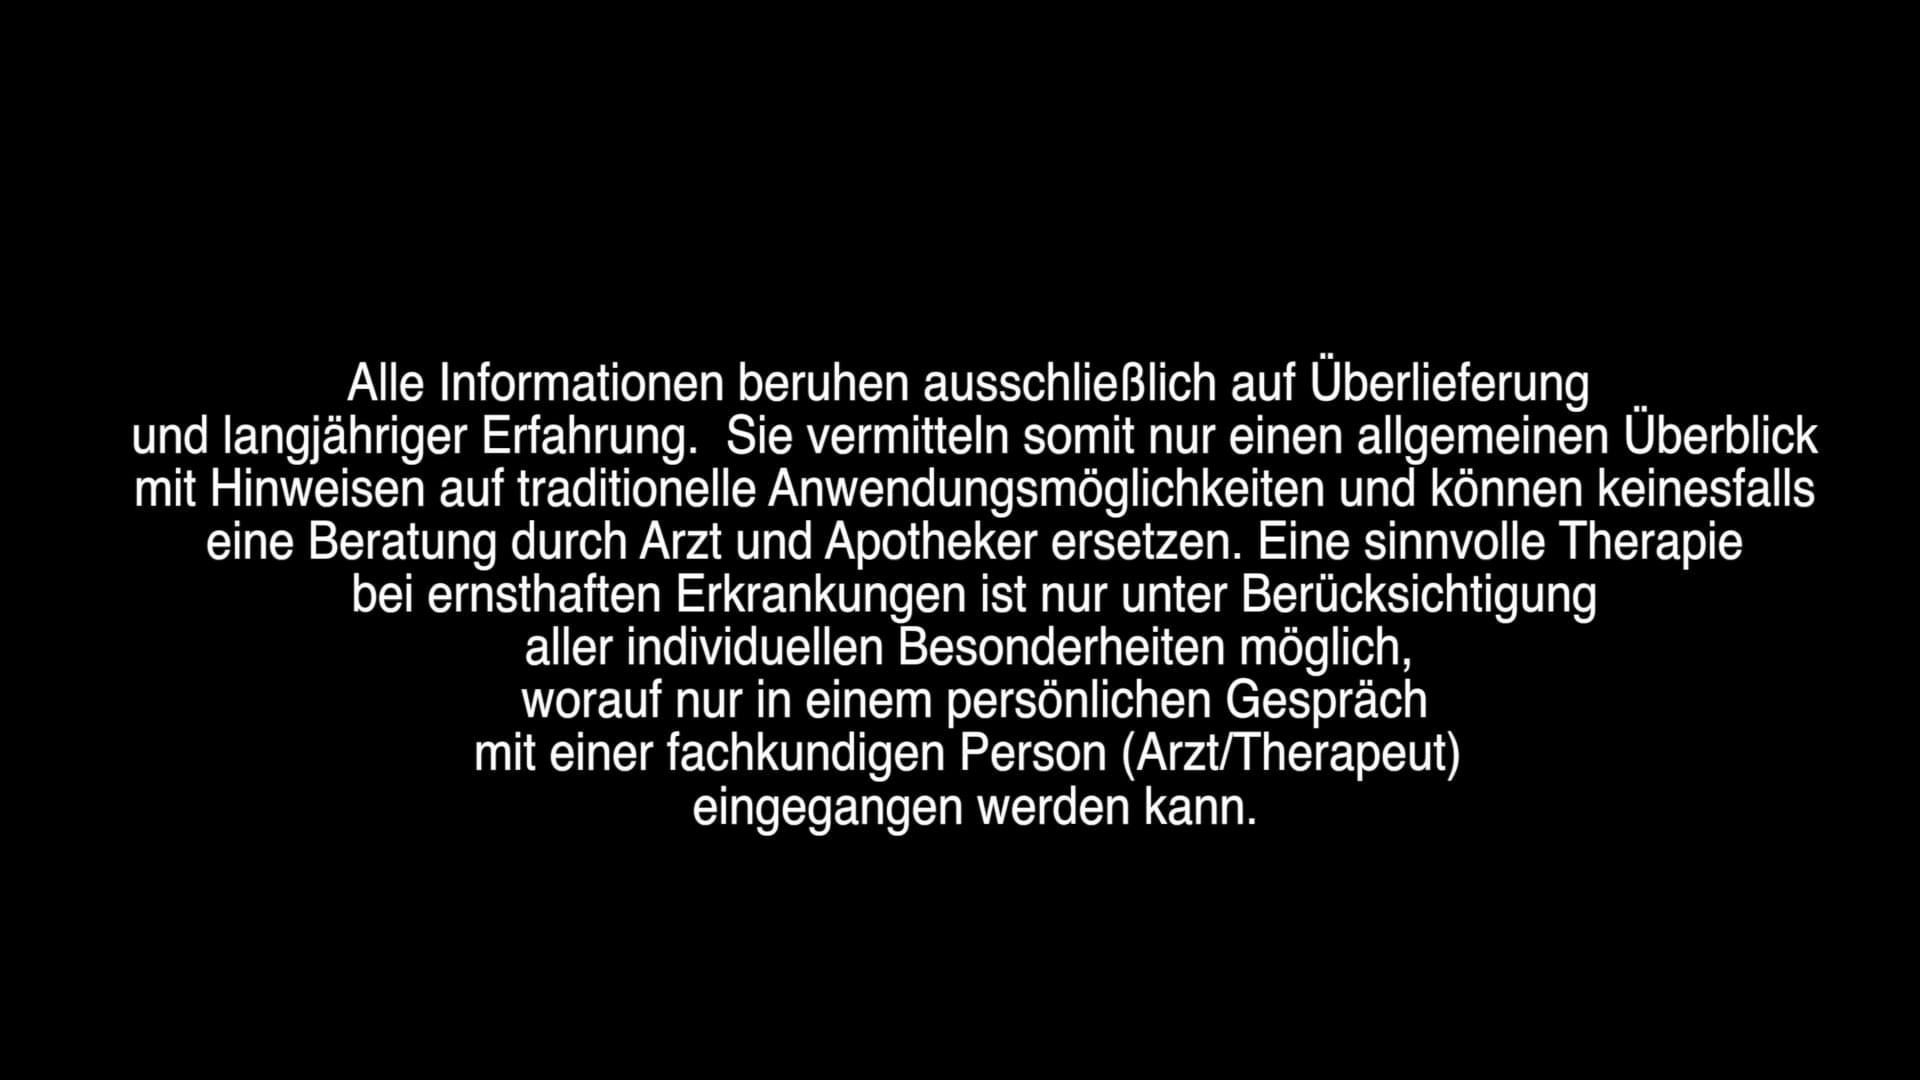 Alle Informationen beruhen ausschließlich auf Überlieferung
und langjähriger Erfahrung.  Sie vermitteln somit nur einen allgemeinen Überblick
mit Hinweisen auf traditionelle Anwendungsmöglichkeiten und können keinesfalls
eine Beratung durch Arzt und Apotheker ersetzen. Eine sinnvolle Therapie
bei ernsthaften Erkrankungen ist nur unter Berücksichtigung
aller individuellen Besonderheiten möglich,
worauf nur in einem persönlichen Gespräch
mit einer fachkundigen Person (Arzt/Therapeut)
eingegangen werden kann.